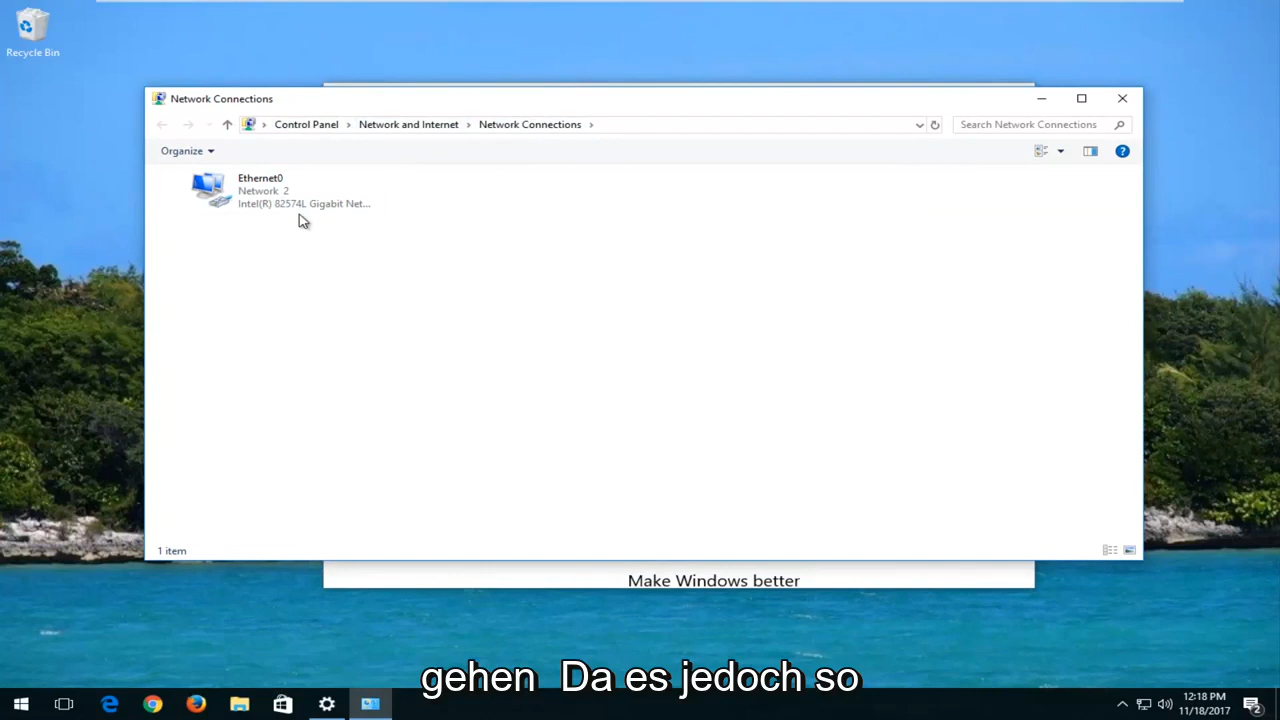 Recycle Bin
Network Connections
Control Panel > Network and Internet > Network Connections >
Search Network Connections
Organize
Ethernet0
Network 2
Intel(R) 82574L Gigabit Net...
1 item
Make Windows better
gehen Da es jedoch so
12:18 PM
11/18/2017
2